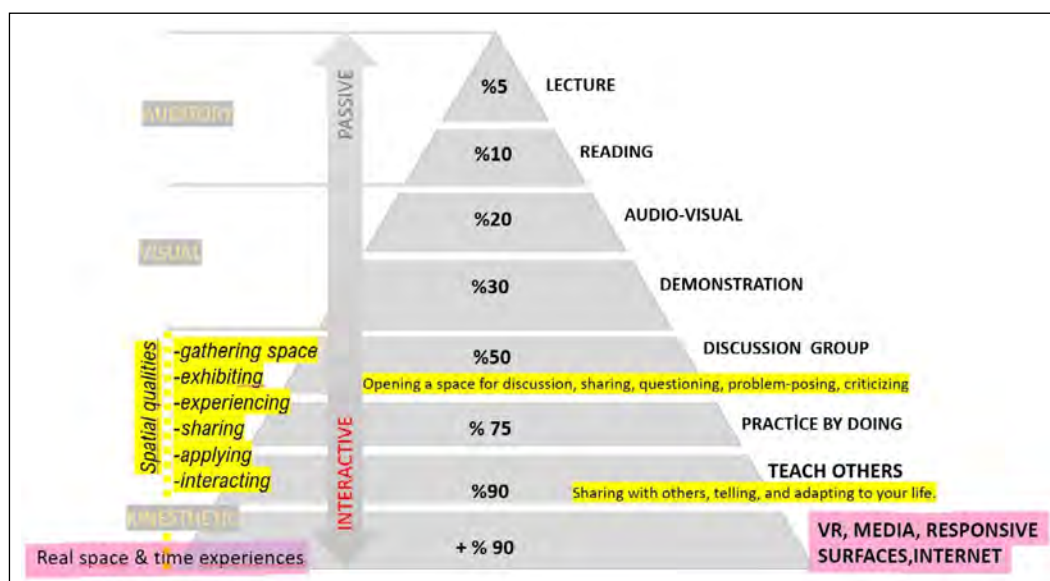 %5
LECTURE
AUDITORY
PASSIVE
%10
READING
%20
AUDIO-VISUAL
VISUAL
%30
DEMONSTRATION
Spatial qualities
-gathering space
-exhibiting
-experiencing
-sharing
-applying
-interacting
%50
DISCUSSION GROUP
Opening a space for discussion, sharing, questioning, problem-posing, criticizing
INTERACTIVE
% 75
PRACTİCE BY DOING
TEACH OTHERS
%90
Sharing with others, telling, and adapting to your life.
KINESTHETIC
Real space & time experiences
+ % 90
VR, MEDIA, RESPONSIVE
SURFACES,INTERNET